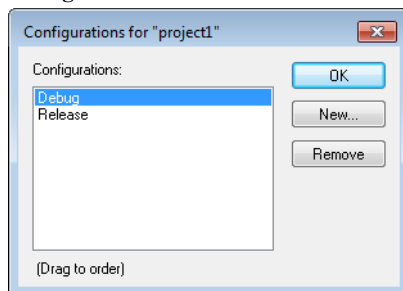 Configurations for "project1"
Configurations:
Debug
Release
OK
New...
Remove
(Drag to order)